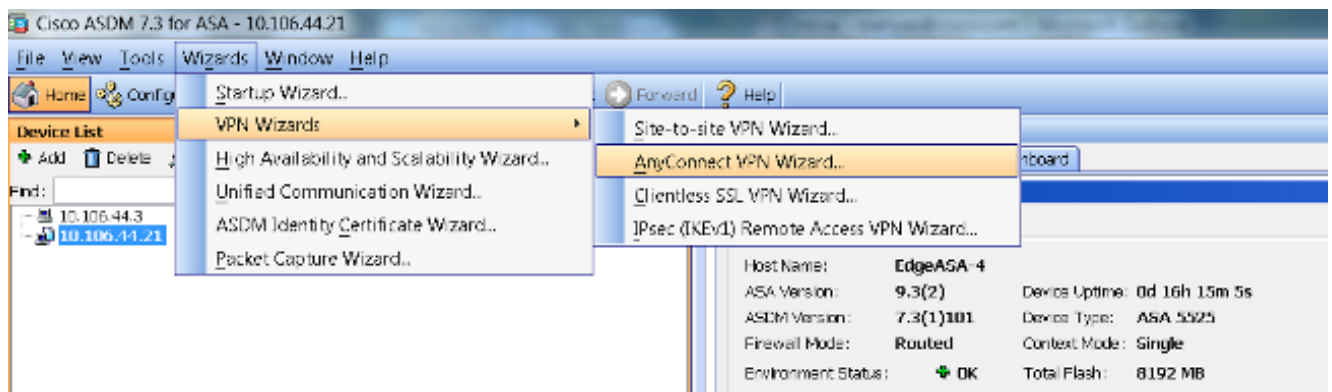 Cisco ASDM 7.3 for ASA - 10.106.44.21
File View Tools Wizards Window Help
Home Config Forward Help
Startup Wizard...
VPN Wizards
High Availability and Scalability Wizard...
Unified Communication Wizard...
ASDM Identity Certificate Wizard...
Packet Capture Wizard...
Site-to-site VPN Wizard...
AnyConnect VPN Wizard...
Clientless SSL VPN Wizard...
IPsec (IKEv1) Remote Access VPN Wizard...
Device List
Add Delete
Find:
10.106.44.3
10.106.44.21
hboard
Host Name: EdgeASA-4
ASA Version: 9.3(2) Device Uptime: 0d 16h 15m 5s
ASDM Version: 7.3(1)101 Device Type: ASA 5525
Firewall Mode: Routed Context Mode: Single
Environment Status: OK Total Flash: 8192 MB